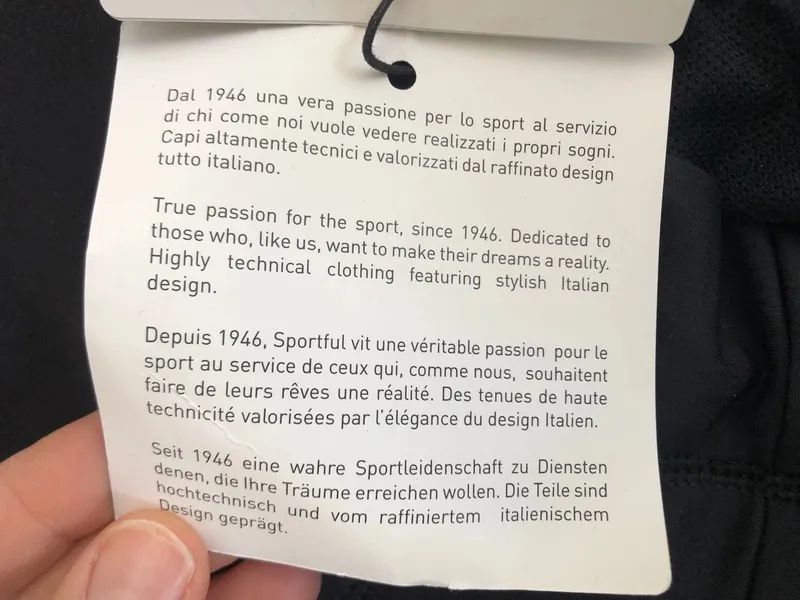 Dal 1946 una vera passione per lo sport al servizio
di chi come noi vuole vedere realizzati i propri sogni.
Capi altamente tecnici e valorizzati dal raffinato design
tutto italiano.
True passion for the sport, since 1946. Dedicated to
those who, like us, want to make their dreams a reality.
Highly technical clothing featuring stylish Italian
design.
Depuis 1946, Sportful vit une véritable passion pour le
sport au service de ceux qui, comme nous, souhaitent
faire de leurs rêves une réalité. Des tenues de haute
technicité valorisées par l'élégance du design Italien.
Seit 1946 eine wahre Sportleidenschaft zu Diensten
denen, die Ihre Träume erreichen wollen. Die Teile sind
hochtechnisch und vom raffiniertem italienischem
Design geprägt.